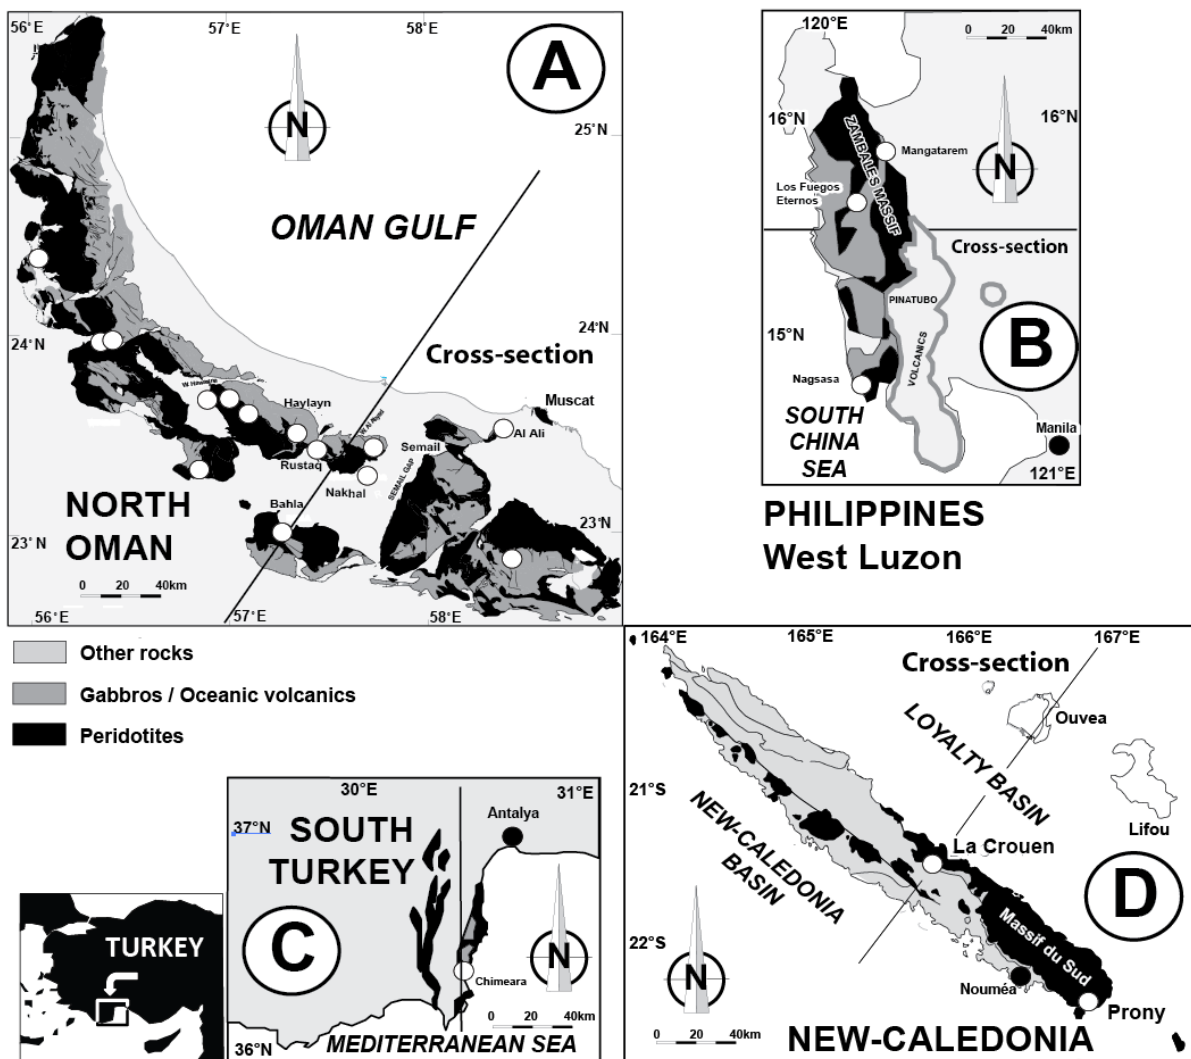 56°E
57°E
58°E
A
N
25°N
OMAN GULF
24°N
24°N
Cross-section
Muscat
Haylayn
Al Ali
Semail
Rustaq
SEMAIL GAP
Nakhal
NORTH
OMAN
Bahla
23°N
23°N
0 20 40km
56°E
57°E
58°E
120°E
0 20 40km
16°N
16°N
ZAMBALES MASSIF
Mangatarem
N
Los Fuegos
Eternos
Cross-section
PINATUBO
VOLCANICS
15°N
B
Nagsasa
SOUTH
CHINA
SEA
Manila
121°E
PHILIPPINES
West Luzon
Other rocks
Gabbros / Oceanic volcanics
Peridotites
TURKEY
30°E
31°E
37°N
SOUTH
TURKEY
Antalya
C
N
Chimeara
0 20 40km
36°N
MEDITERRANEAN SEA
164°E
165°E
166°E
167°E
Cross-section
Ouvea
LOYALTY BASIN
21°S
NEW-CALEDONIA
BASIN
Lifou
La Crouen
D
22°S
Massif du Sud
N
Nouméa
Prony
0 20 40km
NEW-CALEDONIA